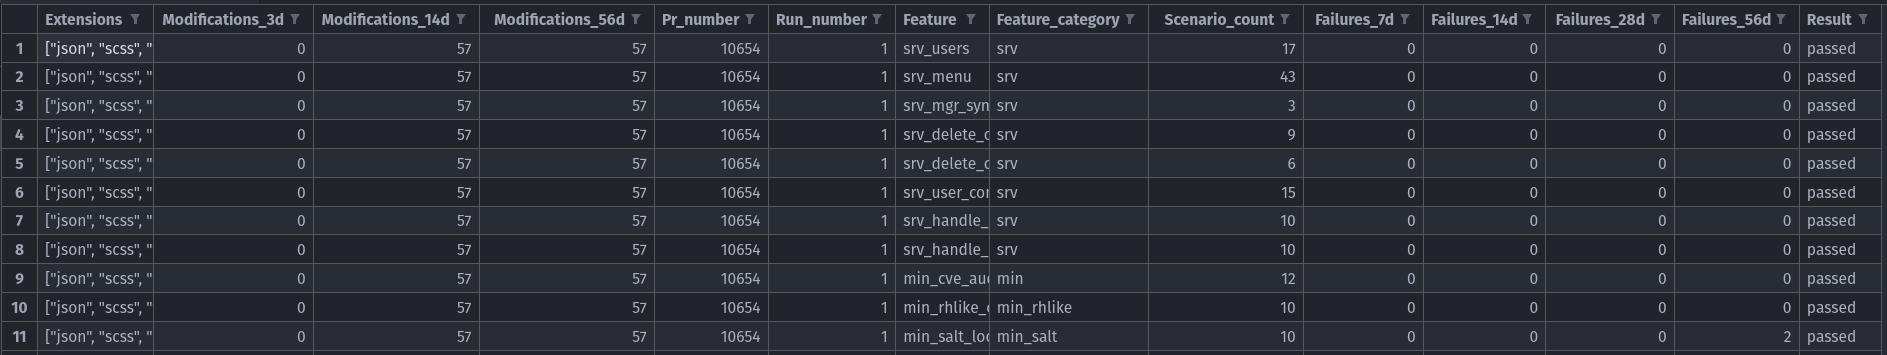 Extensions Modifications_3d Modifications_14d Modifications_56d Pr_number Run_number Feature Feature_category Scenario_count Failures_7d Failures_14d Failures_28d Failures_56d Result
1 ["json", "scss", " 0 57 57 10654 1 srv_users srv 17 0 0 0 0 passed
2 ["json", "scss", " 0 57 57 10654 1 srv_menu srv 43 0 0 0 0 passed
3 ["json", "scss", " 0 57 57 10654 1 srv_mgr_syn srv 3 0 0 0 0 passed
4 ["json", "scss", " 0 57 57 10654 1 srv_delete_c srv 9 0 0 0 0 passed
5 ["json", "scss", " 0 57 57 10654 1 srv_delete_c srv 6 0 0 0 0 passed
6 ["json", "scss", " 0 57 57 10654 1 srv_user_cor srv 15 0 0 0 0 passed
7 ["json", "scss", " 0 57 57 10654 1 srv_handle_ srv 10 0 0 0 0 passed
8 ["json", "scss", " 0 57 57 10654 1 srv_handle_ srv 10 0 0 0 0 passed
9 ["json", "scss", " 0 57 57 10654 1 min_cve_auc min 12 0 0 0 0 passed
10 ["json", "scss", " 0 57 57 10654 1 min_rhlike_c min_rhlike 10 0 0 0 0 passed
11 ["json", "scss", " 0 57 57 10654 1 min_salt_loc min_salt 10 0 0 0 2 passed